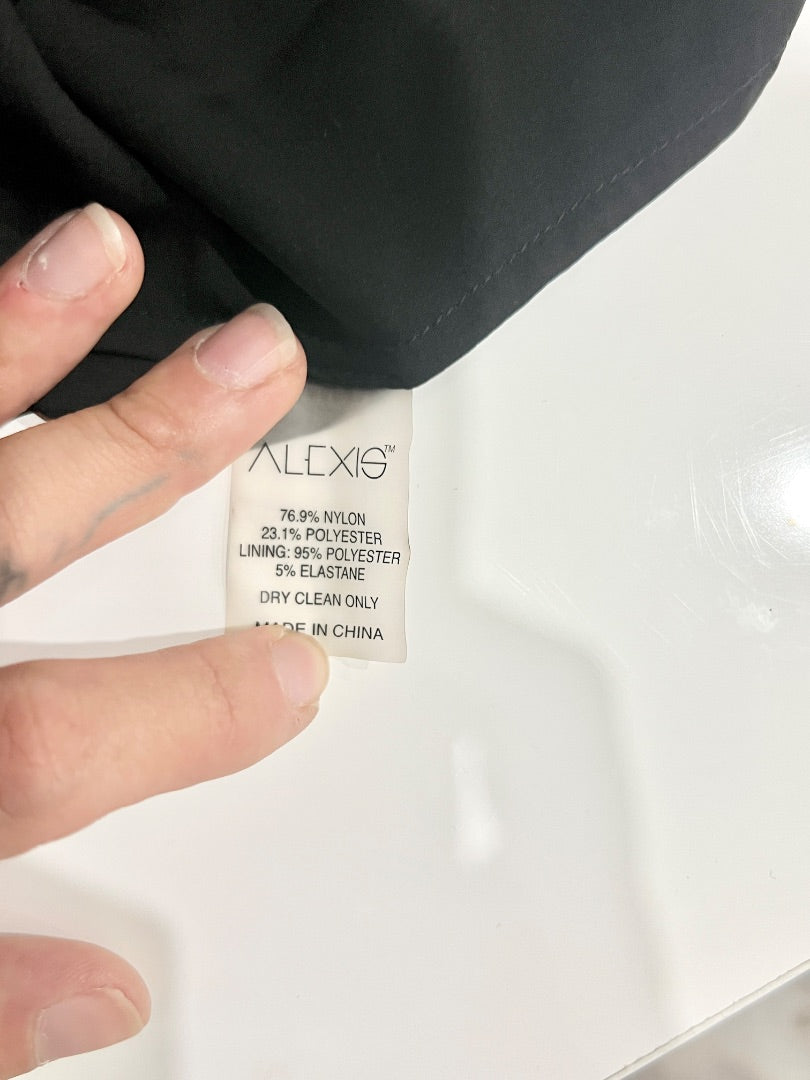 ALEXIS™
76.9% NYLON
23.1% POLYESTER
LINING: 95% POLYESTER
5% ELASTANE
DRY CLEAN ONLY
MADE IN CHINA